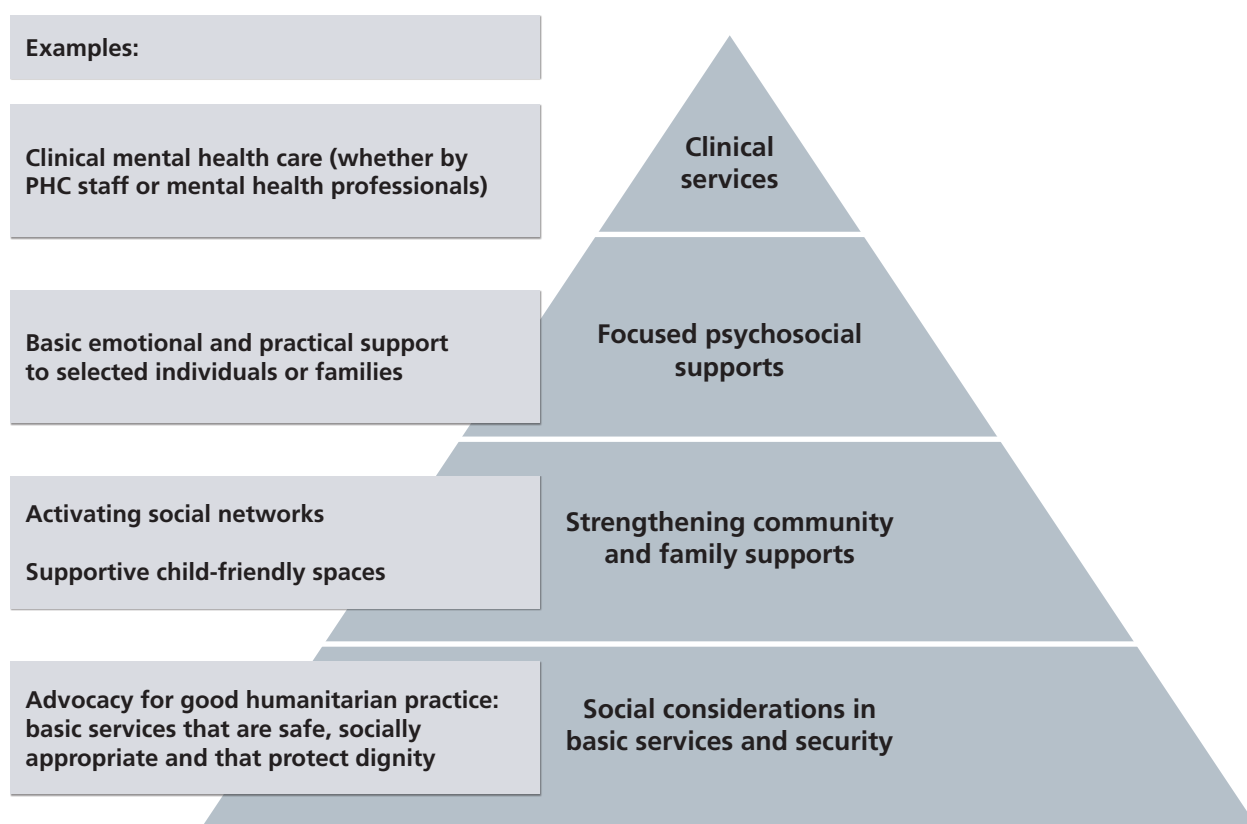 Examples:
Clinical mental health care (whether by
PHC staff or mental health professionals)
Clinical
services
Basic emotional and practical support
to selected individuals or families
Focused psychosocial
supports
Activating social networks
Supportive child-friendly spaces
Strengthening community
and family supports
Advocacy for good humanitarian practice:
basic services that are safe, socially
appropriate and that protect dignity
Social considerations in
basic services and security